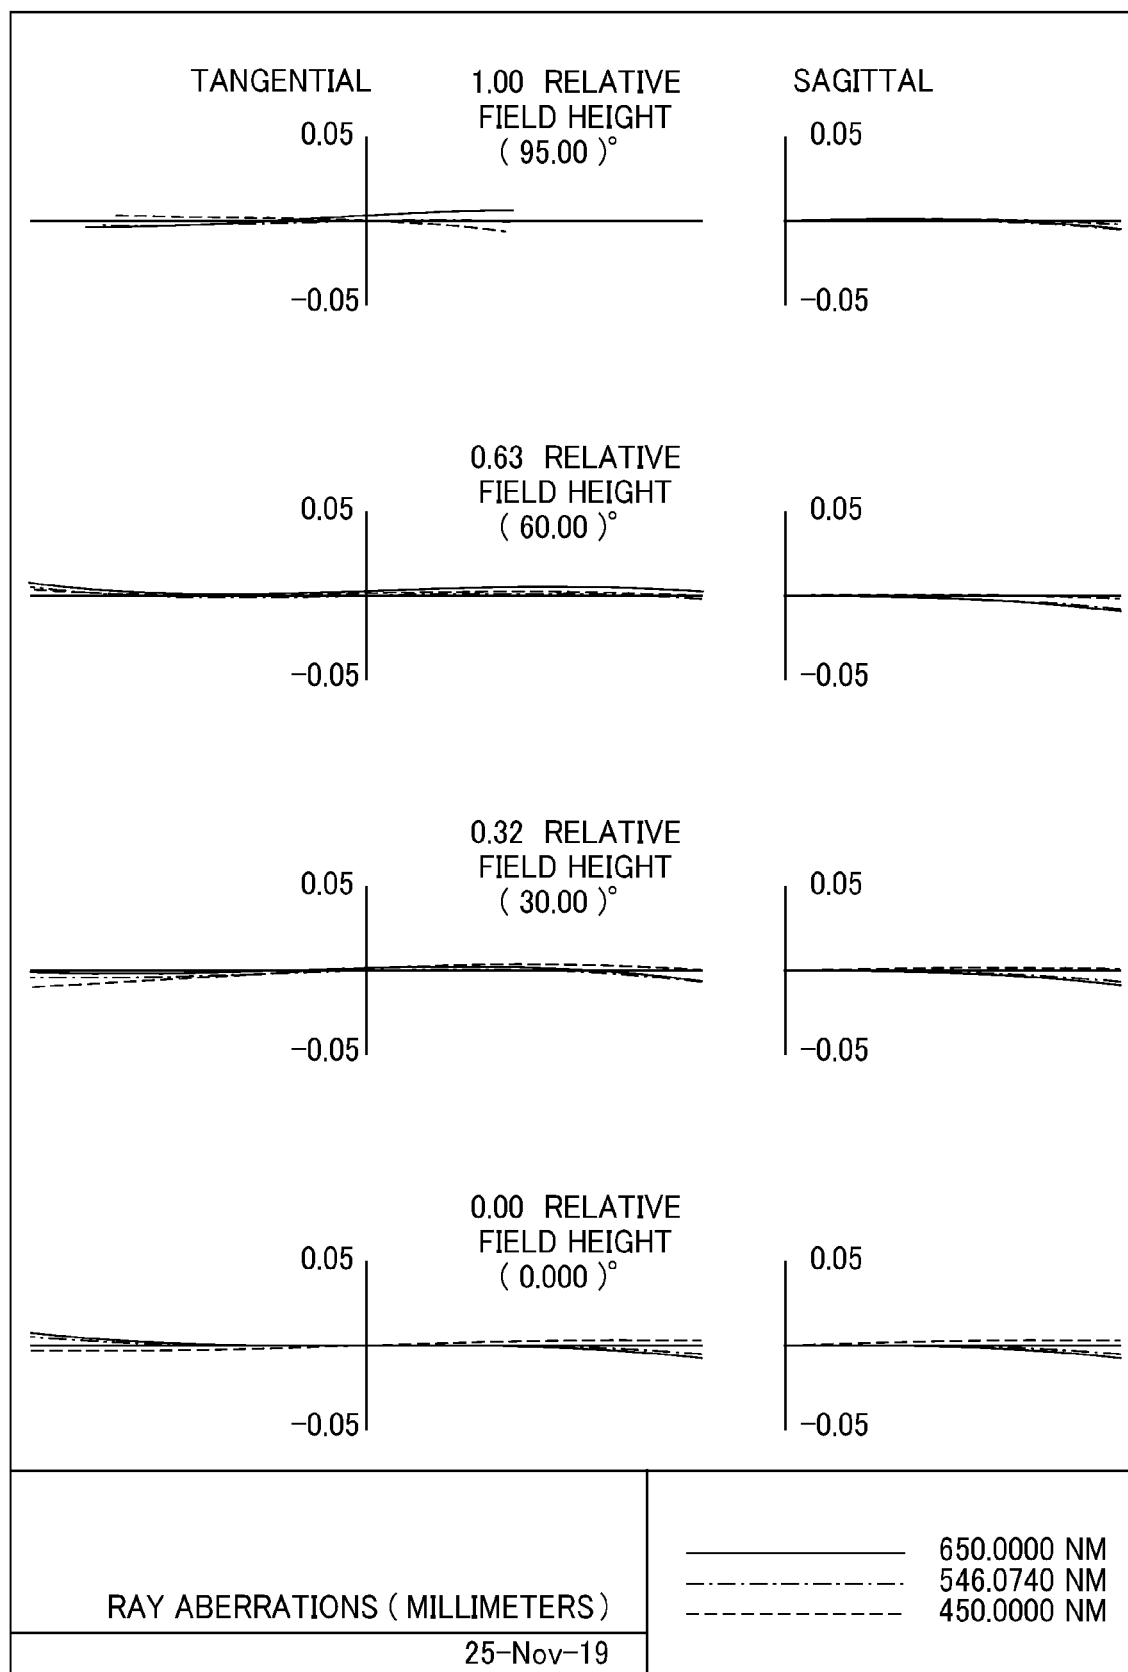 TANGENTIAL
1.00 RELATIVE
FIELD HEIGHT
( 95.00 )°
SAGITTAL
0.05
0.05
-0.05
-0.05
0.63 RELATIVE
FIELD HEIGHT
( 60.00 )°
0.05
0.05
-0.05
-0.05
0.32 RELATIVE
FIELD HEIGHT
( 30.00 )°
0.05
0.05
-0.05
-0.05
0.00 RELATIVE
FIELD HEIGHT
( 0.000 )°
0.05
0.05
-0.05
-0.05
RAY ABERRATIONS ( MILLIMETERS )
25-Nov-19
650.0000 NM
546.0740 NM
450.0000 NM